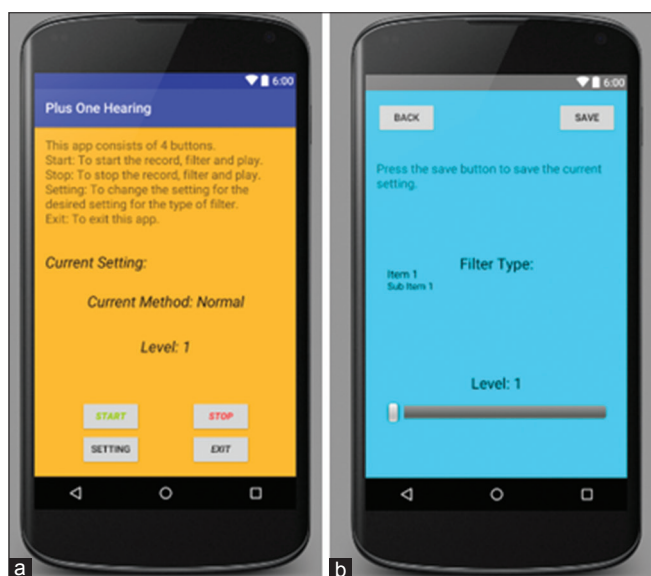 6:00
Plus One Hearing
This app consists of 4 buttons.
Start: To start the record, filter and play.
Stop: To stop the record, filter and play.
Setting: To change the setting for the
desired setting for the type of filter.
Exit: To exit this app.
Current Setting:
Current Method: Normal
Level: 1
START
STOP
SETTING
EXIT
a
6:00
BACK
SAVE
Press the save button to save the current
setting.
Filter Type:
Item 1
Sub Item 1
Level: 1
b